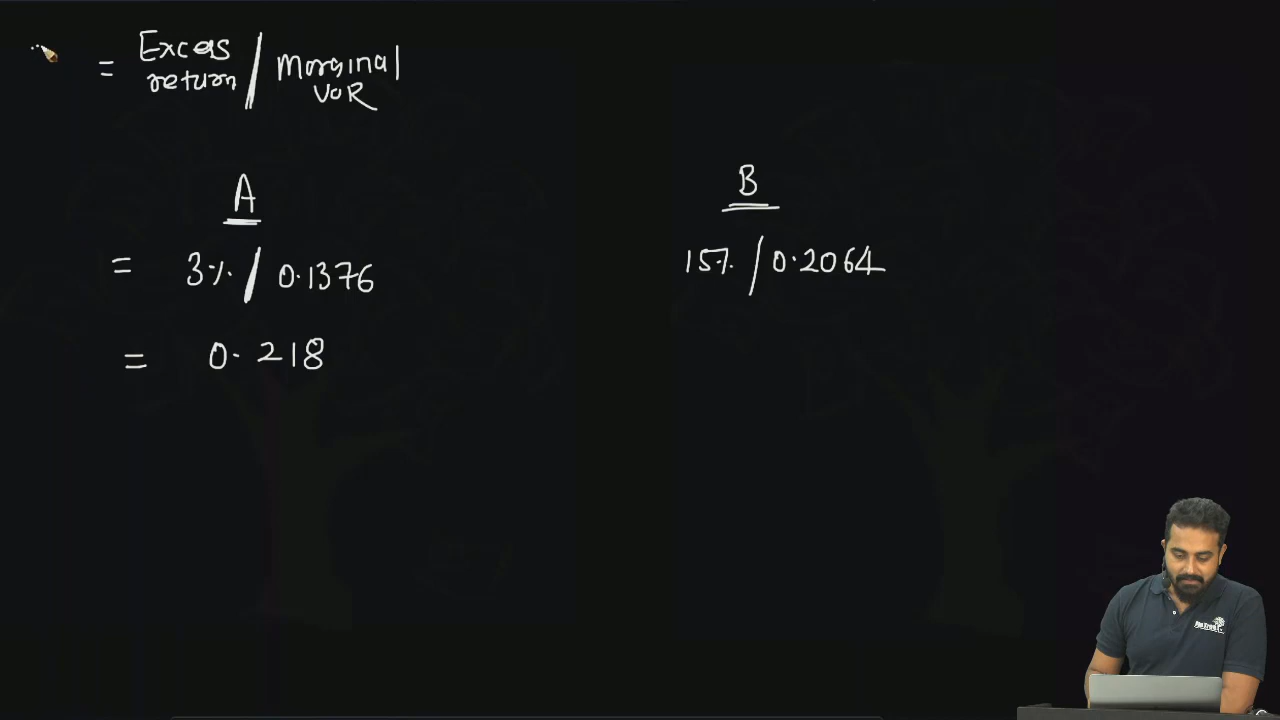 = Excess return / Marginal VaR
A
= 3% / 0.1376
= 0.218
B
15% / 0.2064